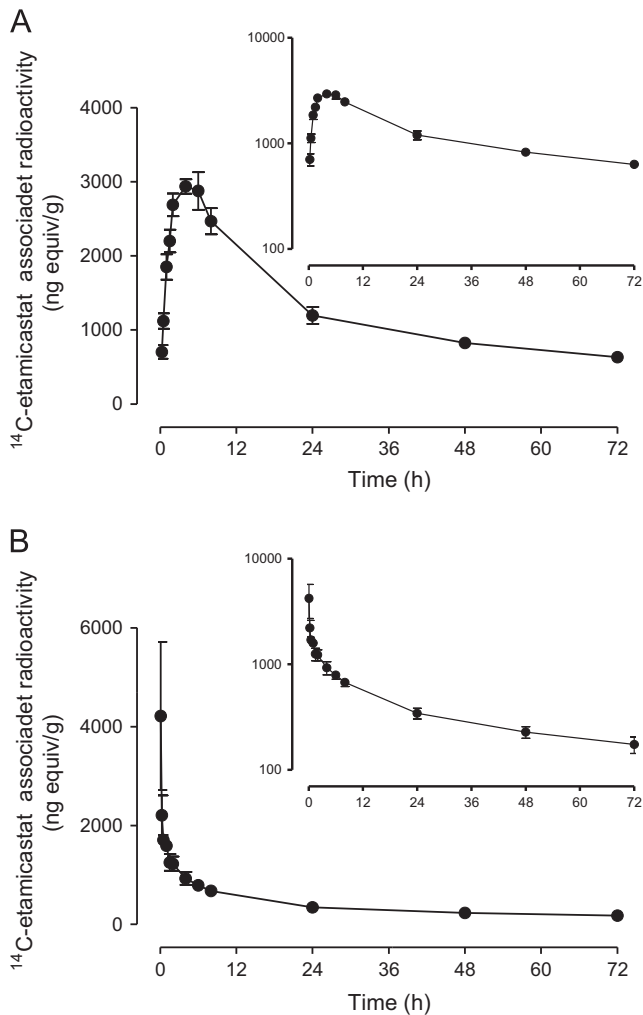 A
¹⁴C-etamicastat associadet radioactivity
(ng equiv/g)
4000
3000
2000
1000
0
0 12 24 36 48 60 72
Time (h)
10000
1000
100
0 12 24 36 48 60 72
B
¹⁴C-etamicastat associadet radioactivity
(ng equiv/g)
6000
4000
2000
0
0 12 24 36 48 60 72
Time (h)
10000
1000
100
0 12 24 36 48 60 72